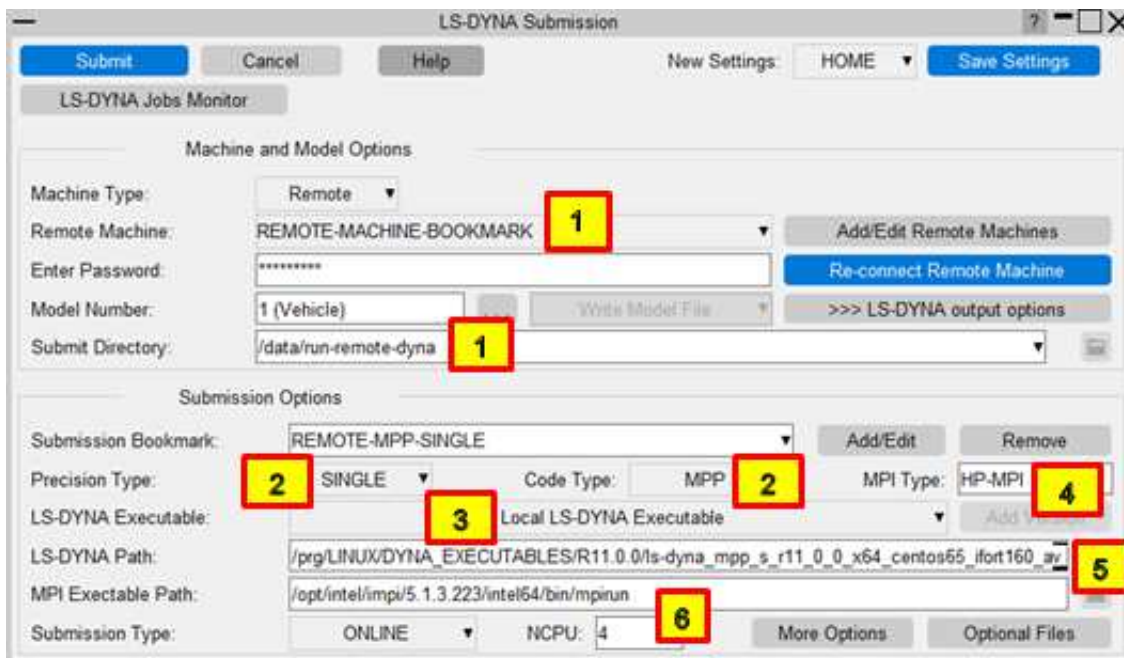 LS-DYNA Submission ?
Submit Cancel Help New Settings: HOME Save Settings
LS-DYNA Jobs Monitor
Machine and Model Options
Machine Type: Remote
Remote Machine: REMOTE-MACHINE-BOOKMARK 1 Add/Edit Remote Machines
Enter Password: ********* Re-connect Remote Machine
Model Number: 1 (Vehicle) Write Model File >>> LS-DYNA output options
Submit Directory: /data/run-remote-dyna 1
Submission Options
Submission Bookmark: REMOTE-MPP-SINGLE Add/Edit Remove
Precision Type: 2 SINGLE Code Type: MPP 2 MPI Type: HP-MPI 4
LS-DYNA Executable: 3 Local LS-DYNA Executable Add
LS-DYNA Path: /prg/LINUX/DYNA_EXECUTABLES/R11.0.0/ls-dyna_mpp_s_r11_0_0_x64_centos65_ifort160_av 5
MPI Exectable Path: /opt/intel/impi/5.1.3.223/intel64/bin/mpirun
Submission Type: ONLINE NCPU: 4 6 More Options Optional Files